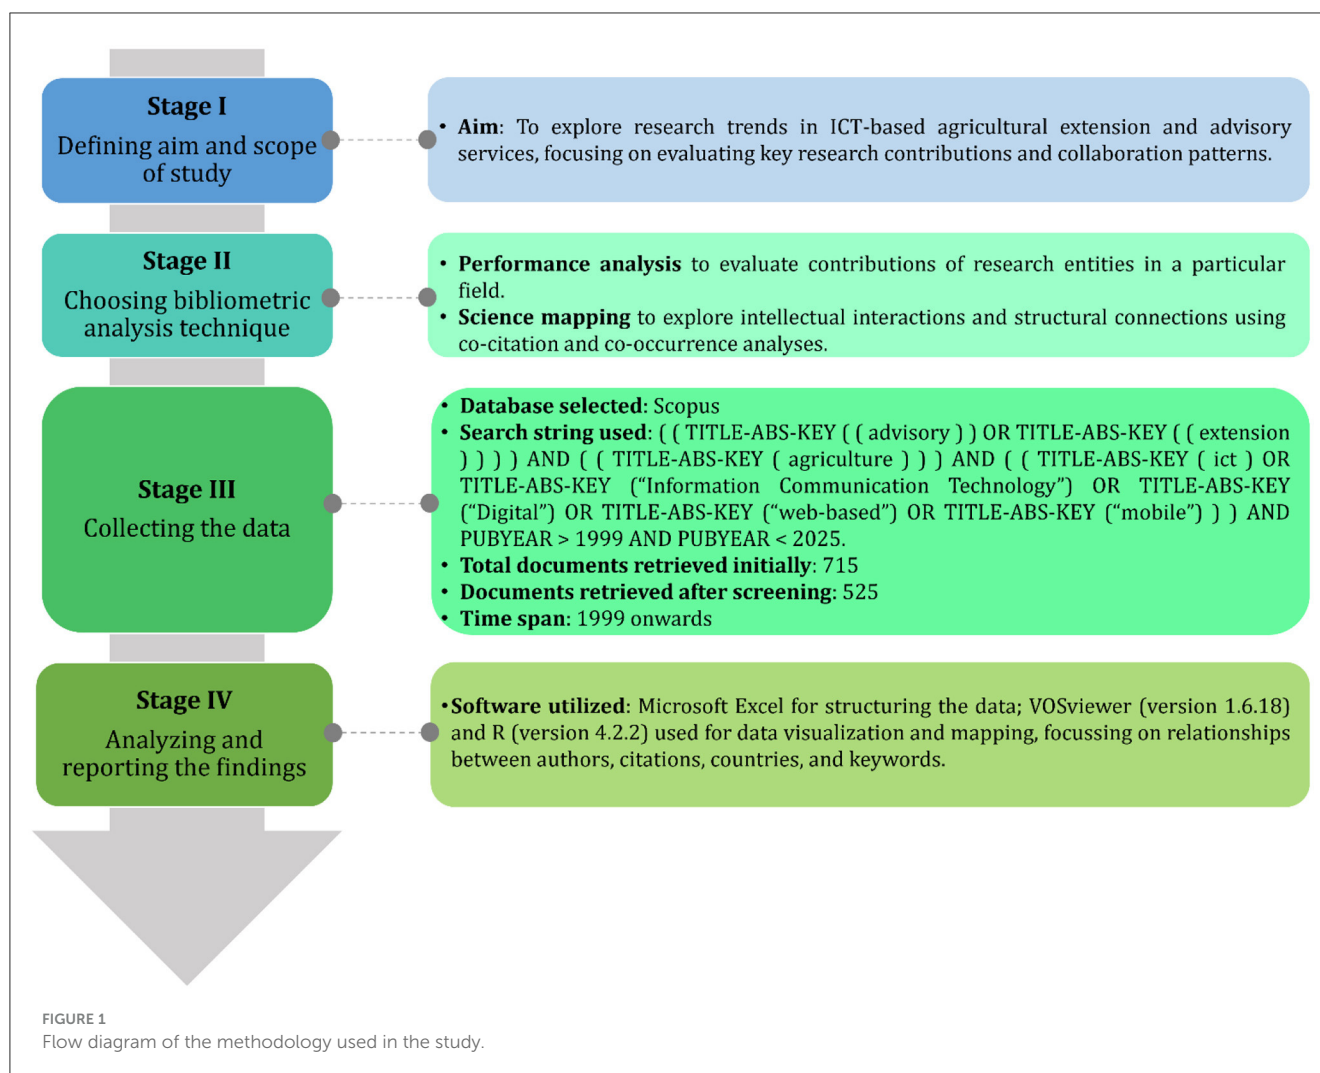 Stage I
Defining aim and scope
of study
• Aim: To explore research trends in ICT-based agricultural extension and advisory
services, focusing on evaluating key research contributions and collaboration patterns.
Stage II
Choosing bibliometric
analysis technique
• Performance analysis to evaluate contributions of research entities in a particular
field.
• Science mapping to explore intellectual interactions and structural connections using
co-citation and co-occurrence analyses.
Stage III
Collecting the data
• Database selected: Scopus
• Search string used: ( ( TITLE-ABS-KEY ( ( advisory ) ) OR TITLE-ABS-KEY ( ( extension
) ) ) ) AND ( ( TITLE-ABS-KEY ( agriculture ) ) ) AND ( ( TITLE-ABS-KEY ( ict ) OR
TITLE-ABS-KEY (“Information Communication Technology”) OR TITLE-ABS-KEY
(“Digital”) OR TITLE-ABS-KEY (“web-based”) OR TITLE-ABS-KEY (“mobile”) ) ) AND
PUBYEAR > 1999 AND PUBYEAR < 2025.
• Total documents retrieved initially: 715
• Documents retrieved after screening: 525
• Time span: 1999 onwards
Stage IV
Analyzing and
reporting the findings
• Software utilized: Microsoft Excel for structuring the data; VOSviewer (version 1.6.18)
and R (version 4.2.2) used for data visualization and mapping, focussing on relationships
between authors, citations, countries, and keywords.
FIGURE 1
Flow diagram of the methodology used in the study.